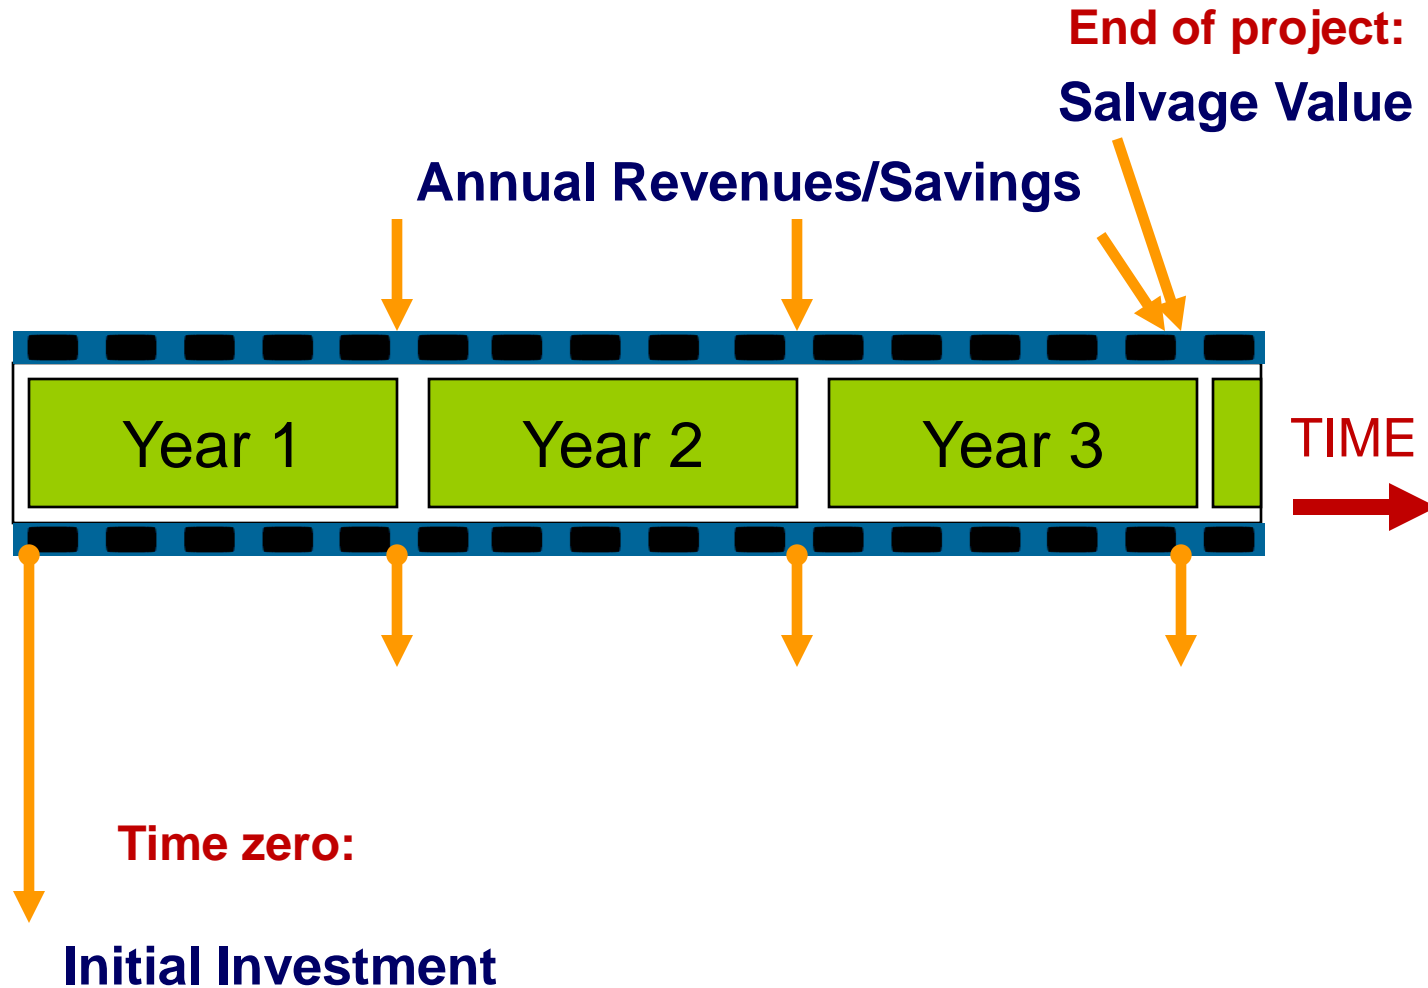 End of project:
Salvage Value
Annual Revenues/Savings
Year 1
Year 2
Year 3
TIME
Time zero:
Initial Investment